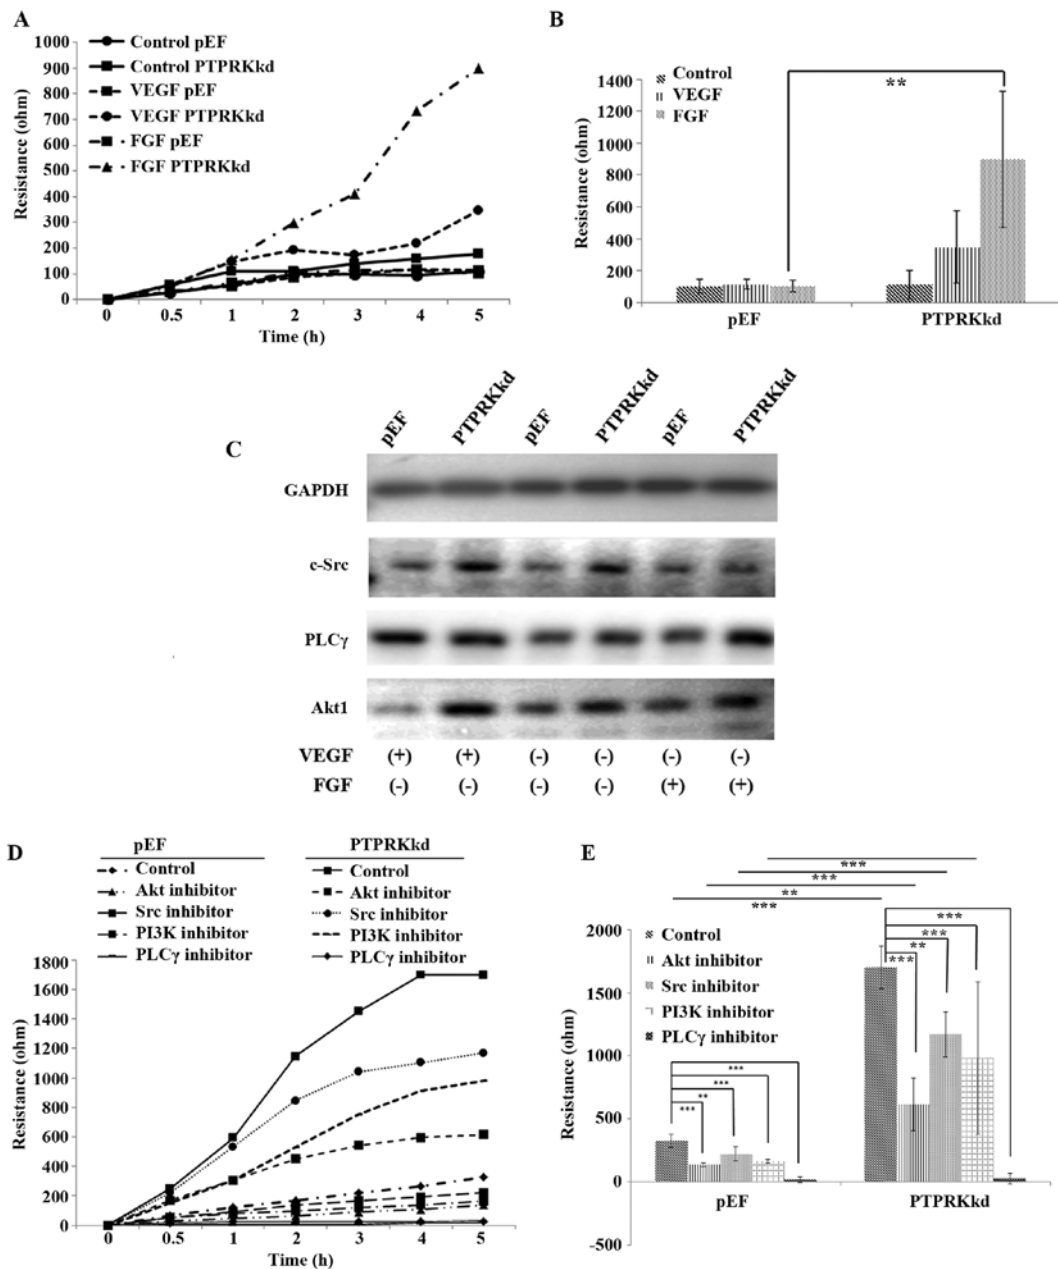 A
1000
900
800
700
600
500
400
300
200
100
0
Resistance (ohm)
Control pEF
Control PTPRKkd
VEGF pEF
VEGF PTPRKkd
FGF pEF
FGF PTPRKkd
0 0.5 1 2 3 4 5
Time (h)
B
1400
1200
1000
800
600
400
200
0
Resistance (ohm)
Control
VEGF
FGF
**
pEF PTPRKkd
C
pEF PTPRKkd pEF PTPRKkd pEF PTPRKkd
GAPDH
c-Src
PLCγ
Akt1
VEGF (+) (+) (-) (-) (-) (-)
FGF (-) (-) (-) (-) (+) (+)
D
pEF
Control
Akt inhibitor
Src inhibitor
PI3K inhibitor
PLCγ inhibitor
PTPRKkd
Control
Akt inhibitor
Src inhibitor
PI3K inhibitor
PLCγ inhibitor
1800
1600
1400
1200
1000
800
600
400
200
0
Resistance (ohm)
0 0.5 1 2 3 4 5
Time (h)
E
***
***
**
***
2000
1500
1000
500
0
-500
Resistance (ohm)
Control
Akt inhibitor
Src inhibitor
PI3K inhibitor
PLCγ inhibitor
***
***
**
***
***
***
**
***
pEF PTPRKkd